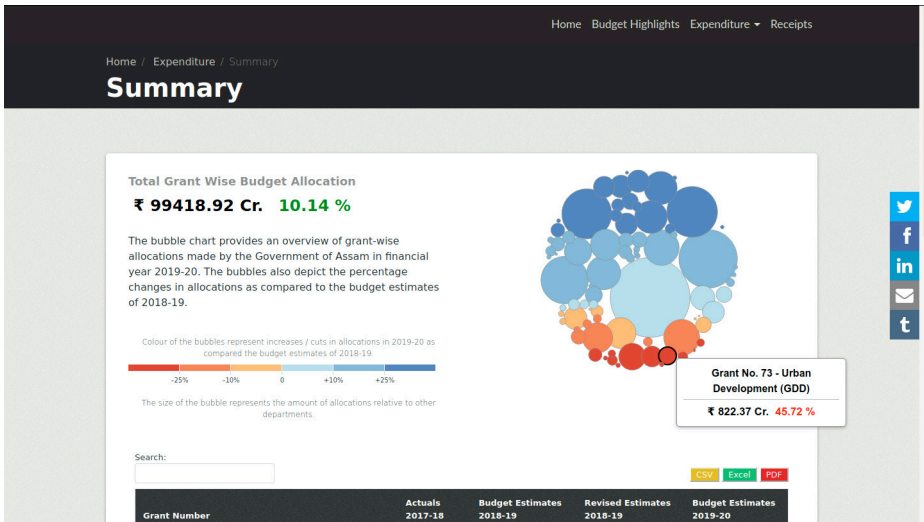 Home Budget Highlights Expenditure Receipts
Home / Expenditure / Summary
Summary
Total Grant Wise Budget Allocation
₹ 99418.92 Cr. 10.14 %
The bubble chart provides an overview of grant-wise
allocations made by the Government of Assam in financial
year 2019-20. The bubbles also depict the percentage
changes in allocations as compared to the budget estimates
of 2018-19.
Colour of the bubbles represent increases / cuts in allocations in 2019-20 as
compared the budget estimates of 2018-19.
-25% -10% 0 +10% +25%
The size of the bubble represents the amount of allocations relative to other
departments.
Grant No. 73 - Urban
Development (GDD)
₹ 822.37 Cr. 45.72 %
Search:
CSV Excel PDF
Grant Number
Actuals
2017-18
Budget Estimates
2018-19
Revised Estimates
2018-19
Budget Estimates
2019-20